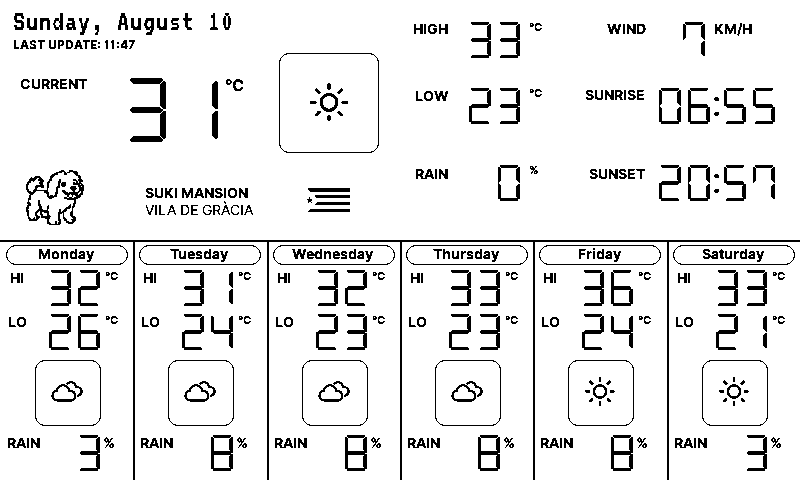 Sunday, August 10
LAST UPDATE: 11:47
CURRENT 31 °C
HIGH 33 °C
WIND 7 KM/H
LOW 23 °C
SUNRISE 06:55
RAIN 0 %
SUNSET 20:57
SUKI MANSION
VILA DE GRÀCIA
Monday
HI 32 °C
LO 26 °C
RAIN 3 %
Tuesday
HI 31 °C
LO 24 °C
RAIN 8 %
Wednesday
HI 32 °C
LO 23 °C
RAIN 8 %
Thursday
HI 33 °C
LO 23 °C
RAIN 8 %
Friday
HI 36 °C
LO 24 °C
RAIN 8 %
Saturday
HI 33 °C
LO 21 °C
RAIN 3 %